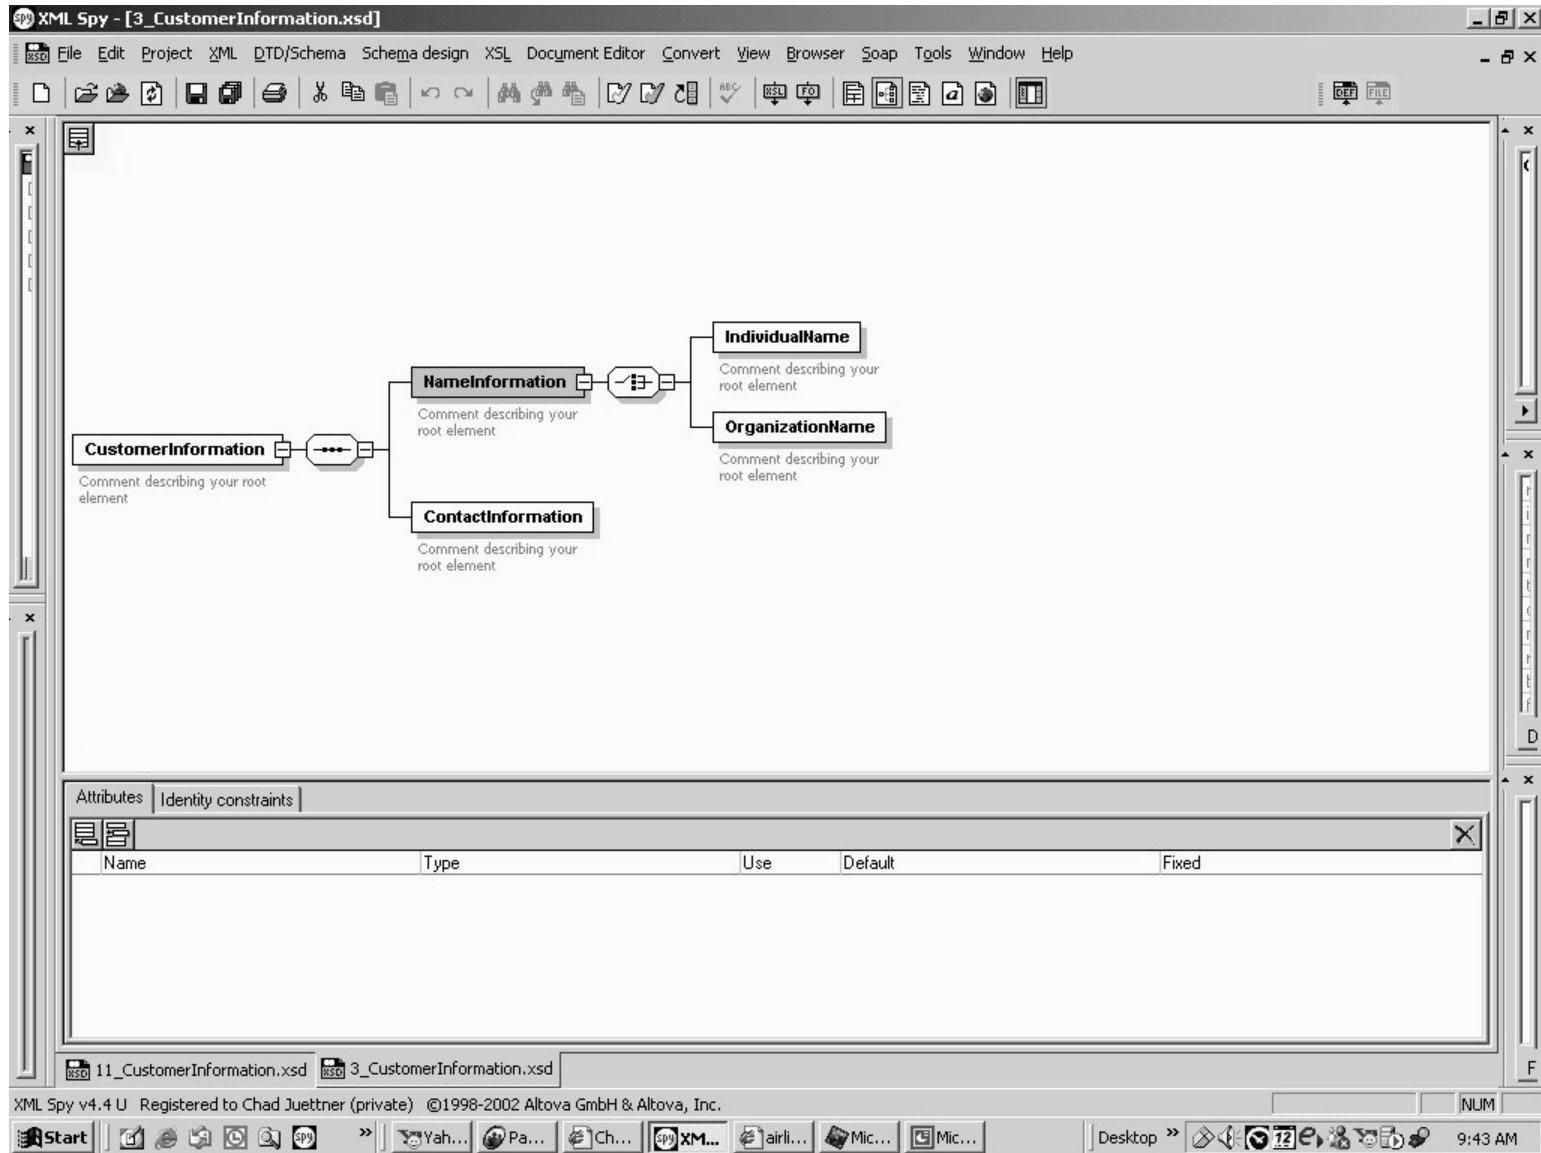 XML Spy - [3_CustomerInformation.xsd]
File Edit Project XML DTD/Schema Schema design XSL Document Editor Convert View Browser Soap Tools Window Help
IndividualName
Comment describing your
root element
NameInformation
Comment describing your
root element
OrganizationName
Comment describing your
root element
CustomerInformation
Comment describing your root
element
ContactInformation
Comment describing your
root element
Attributes Identity constraints
Name Type Use Default Fixed
11_CustomerInformation.xsd 3_CustomerInformation.xsd
XML Spy v4.4 U Registered to Chad Juettner (private) ©1998-2002 Altova GmbH & Altova, Inc. NUM
Start Yah... Pa... Ch... XM... airli... Mic... Mic... Desktop » 9:43 AM